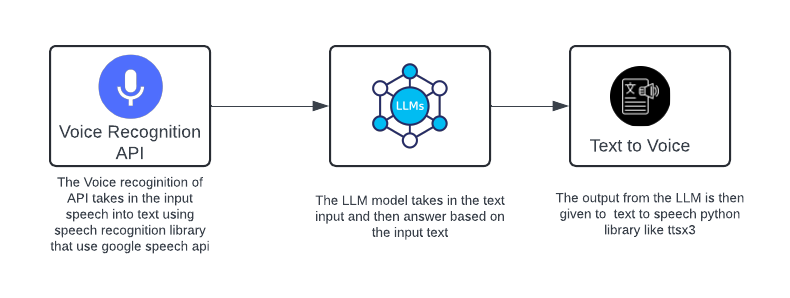 Voice Recognition
API
The Voice recoginition of
API takes in the input
speech into text using
speech recognition library
that use google speech api
LLMs
The LLM model takes in the text
input and then answer based on
the input text
文
Text to Voice
The output from the LLM is then
given to text to speech python
library like ttsx3